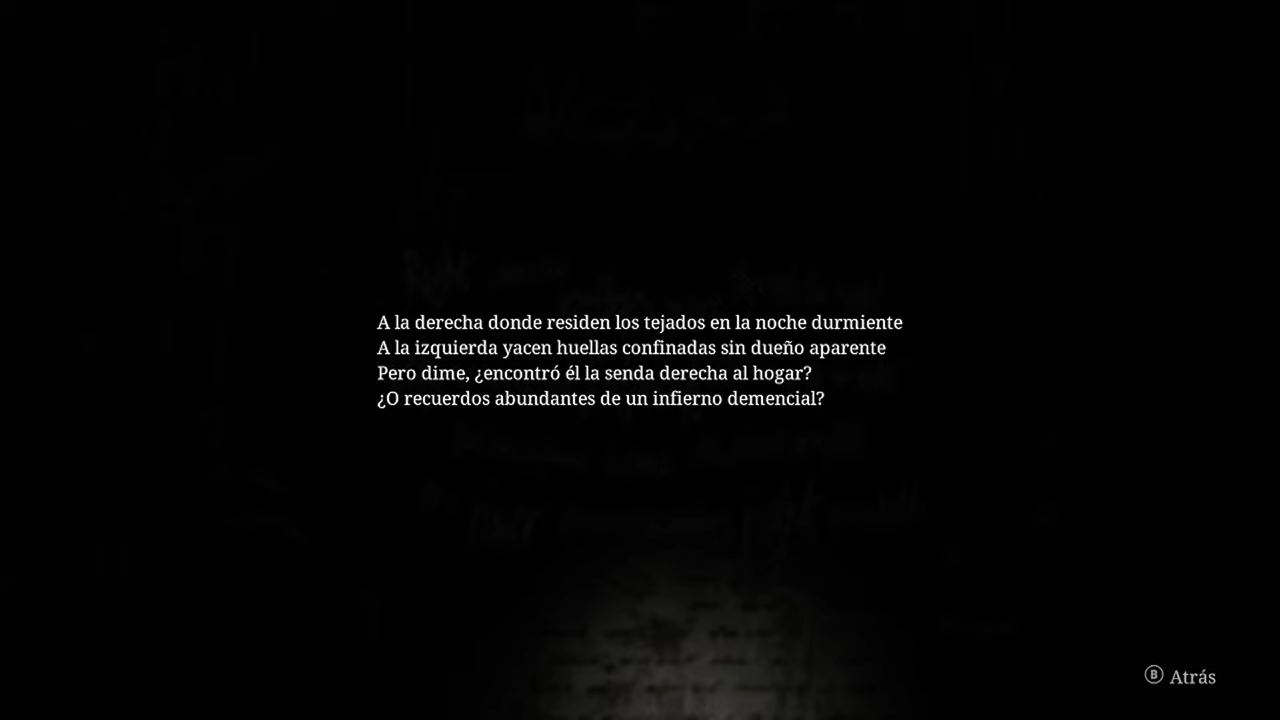 A la derecha donde residen los tejados en la noche durmiente
A la izquierda yacen huellas confinadas sin dueño aparente
Pero dime, ¿encontró él la senda derecha al hogar?
¿O recuerdos abundantes de un infierno demencial?
B Atrás